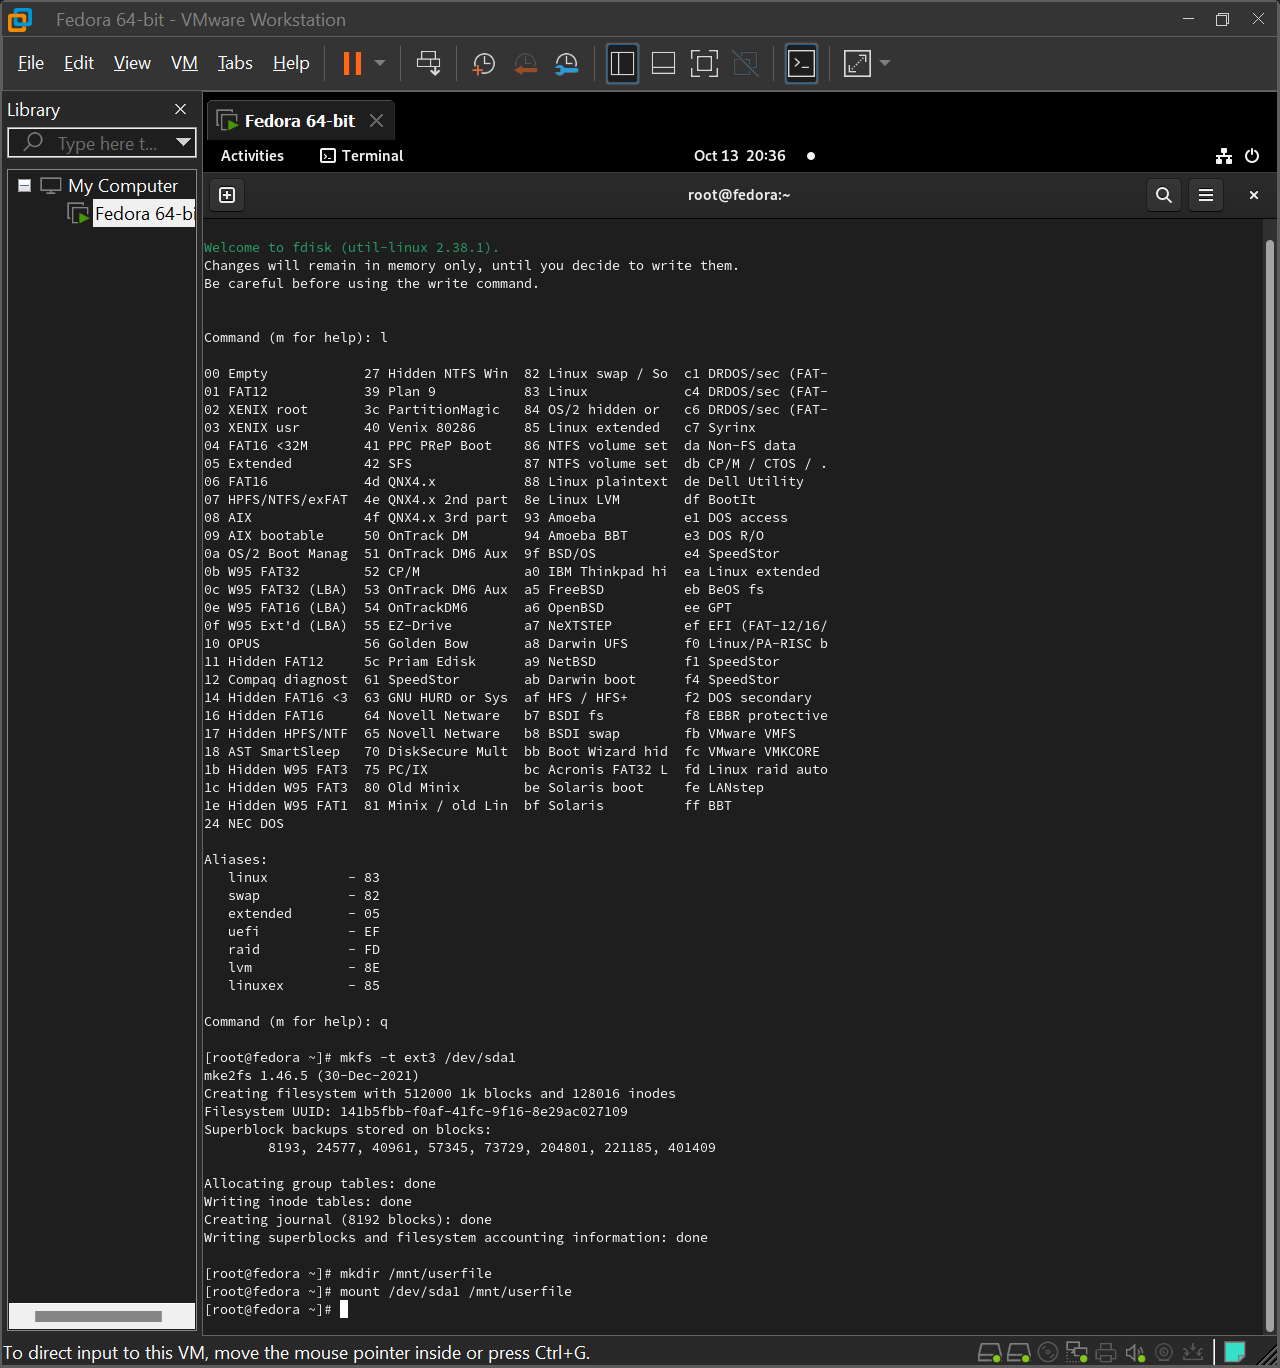 Fedora 64-bit - VMware Workstation
File Edit View VM Tabs Help
Library
Type here t...
My Computer
Fedora 64-bi
Fedora 64-bit
Activities Terminal Oct 13 20:36
root@fedora:~
Welcome to fdisk (util-linux 2.38.1).
Changes will remain in memory only, until you decide to write them.
Be careful before using the write command.
Command (m for help): l
00 Empty 27 Hidden NTFS Win 82 Linux swap / So c1 DRDOS/sec (FAT-
01 FAT12 39 Plan 9 83 Linux c4 DRDOS/sec (FAT-
02 XENIX root 3c PartitionMagic 84 OS/2 hidden or c6 DRDOS/sec (FAT-
03 XENIX usr 40 Venix 80286 85 Linux extended c7 Syrinx
04 FAT16 <32M 41 PPC PReP Boot 86 NTFS volume set da Non-FS data
05 Extended 42 SFS 87 NTFS volume set db CP/M / CTOS / .
06 FAT16 4d QNX4.x 88 Linux plaintext de Dell Utility
07 HPFS/NTFS/exFAT 4e QNX4.x 2nd part 8e Linux LVM df BootIt
08 AIX 4f QNX4.x 3rd part 93 Amoeba e1 DOS access
09 AIX bootable 50 OnTrack DM 94 Amoeba BBT e3 DOS R/O
0a OS/2 Boot Manag 51 OnTrack DM6 Aux 9f BSD/OS e4 SpeedStor
0b W95 FAT32 52 CP/M a0 IBM Thinkpad hi ea Linux extended
0c W95 FAT32 (LBA) 53 OnTrack DM6 Aux a5 FreeBSD eb BeOS fs
0e W95 FAT16 (LBA) 54 OnTrackDM6 a6 OpenBSD ee GPT
0f W95 Ext'd (LBA) 55 EZ-Drive a7 NeXTSTEP ef EFI (FAT-12/16/
10 OPUS 56 Golden Bow a8 Darwin UFS f0 Linux/PA-RISC b
11 Hidden FAT12 5c Priam Edisk a9 NetBSD f1 SpeedStor
12 Compaq diagnost 61 SpeedStor ab Darwin boot f4 SpeedStor
14 Hidden FAT16 <3 63 GNU HURD or Sys af HFS / HFS+ f2 DOS secondary
16 Hidden FAT16 64 Novell Netware b7 BSDI fs f8 EBBR protective
17 Hidden HPFS/NTF 65 Novell Netware b8 BSDI swap fb VMware VMFS
18 AST SmartSleep 70 DiskSecure Mult bb Boot Wizard hid fc VMware VMKCORE
1b Hidden W95 FAT3 75 PC/IX bc Acronis FAT32 L fd Linux raid auto
1c Hidden W95 FAT3 80 Old Minix be Solaris boot fe LANstep
1e Hidden W95 FAT1 81 Minix / old Lin bf Solaris ff BBT
24 NEC DOS
Aliases:
linux - 83
swap - 82
extended - 05
uefi - EF
raid - FD
lvm - 8E
linuxex - 85
Command (m for help): q
[root@fedora ~]# mkfs -t ext3 /dev/sda1
mke2fs 1.46.5 (30-Dec-2021)
Creating filesystem with 512000 1k blocks and 128016 inodes
Filesystem UUID: 141b5fbb-f0af-41fc-9f16-8e29ac027109
Superblock backups stored on blocks:
8193, 24577, 40961, 57345, 73729, 204801, 221185, 401409
Allocating group tables: done
Writing inode tables: done
Creating journal (8192 blocks): done
Writing superblocks and filesystem accounting information: done
[root@fedora ~]# mkdir /mnt/userfile
[root@fedora ~]# mount /dev/sda1 /mnt/userfile
[root@fedora ~]#
To direct input to this VM, move the mouse pointer inside or press Ctrl+G.